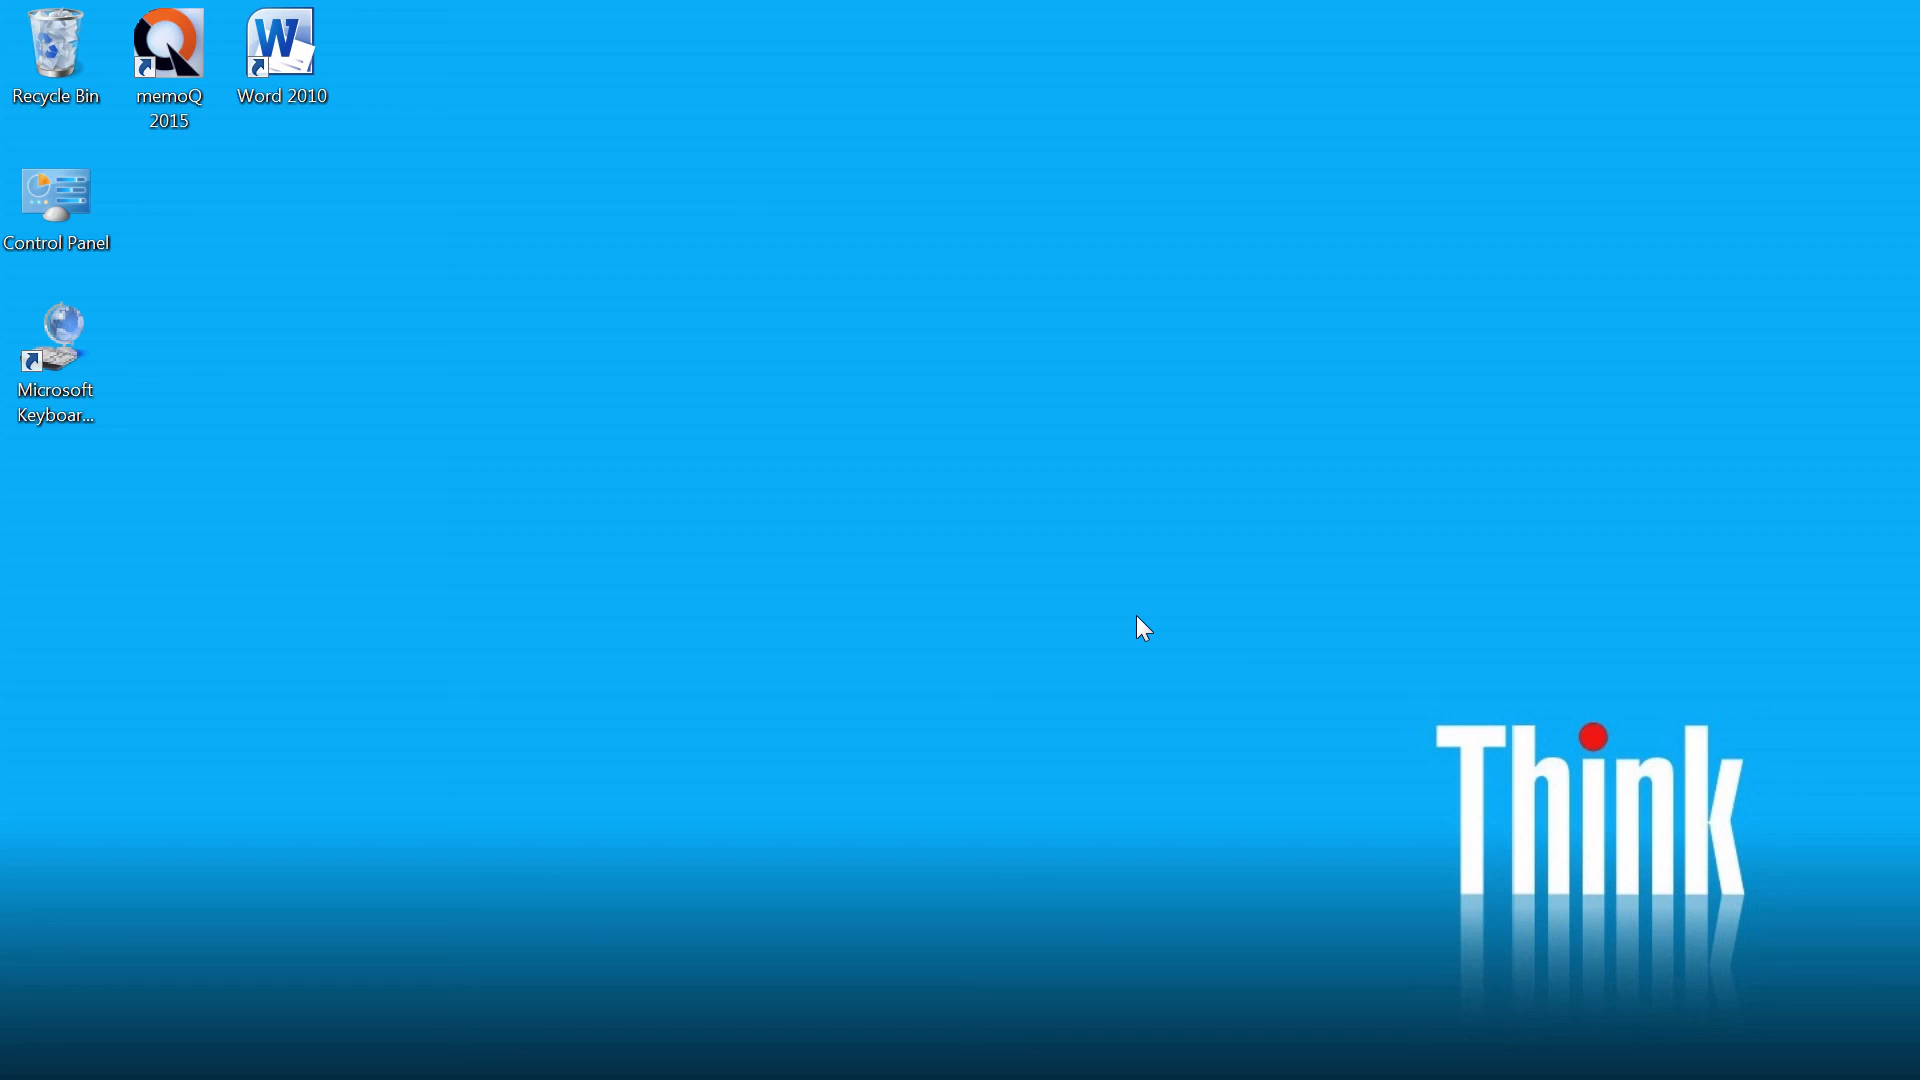 Recycle Bin
memoQ
2015
Word 2010
Control Panel
Microsoft
Keyboar...
Think